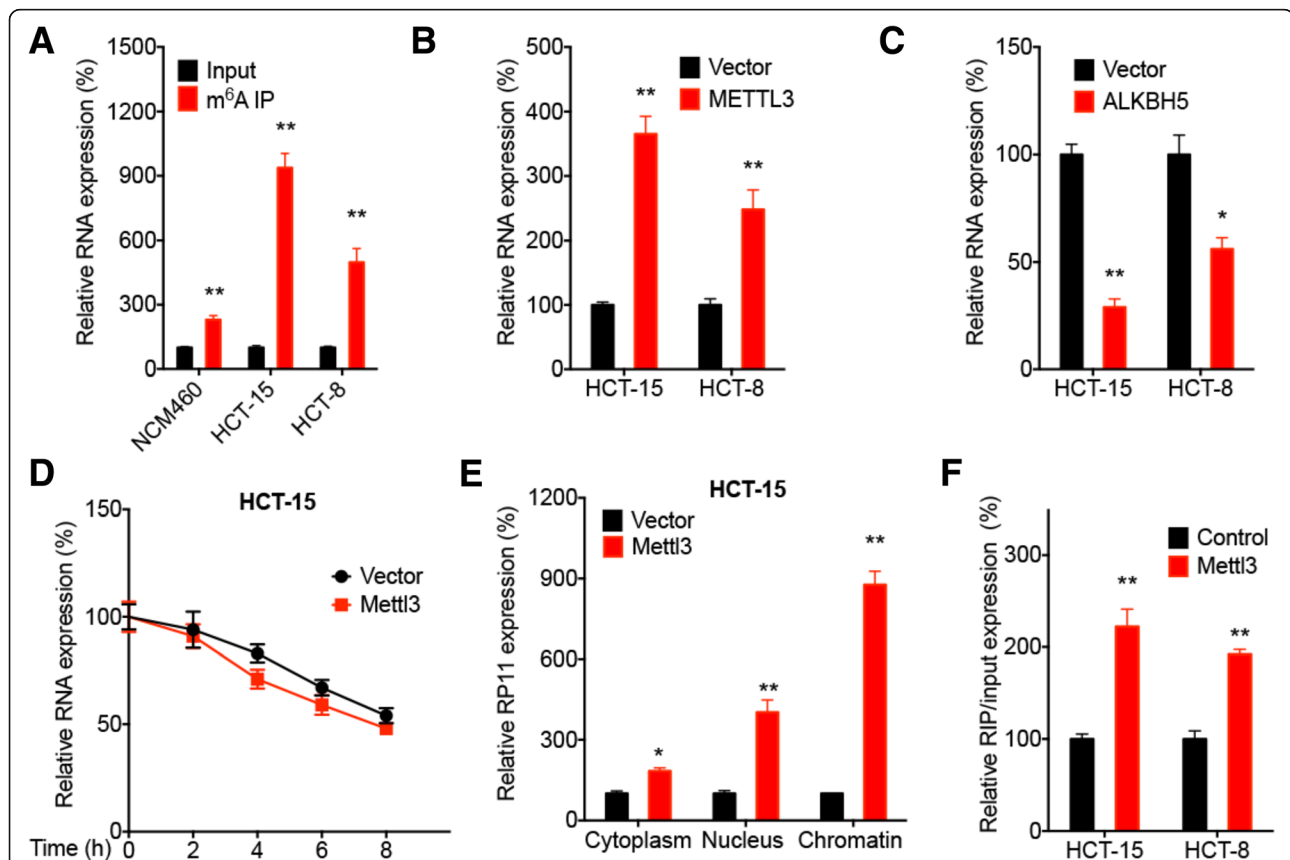 A
Relative RNA expression (%)
1500
1200
900
600
300
0
Input
m⁶A IP
**
**
**
NCM460
HCT-15
HCT-8
B
Relative RNA expression (%)
500
400
300
200
100
0
Vector
METTL3
**
**
HCT-15
HCT-8
C
Relative RNA expression (%)
150
100
50
0
Vector
ALKBH5
**
*
HCT-15
HCT-8
D
HCT-15
Relative RNA expression (%)
150
100
50
0
Vector
Mettl3
Time (h)
0
2
4
6
8
E
HCT-15
Relative RP11 expression (%)
1200
900
600
300
0
Vector
Mettl3
*
**
**
Cytoplasm
Nucleus
Chromatin
F
Relative RIP/input expression (%)
300
200
100
0
Control
Mettl3
**
**
HCT-15
HCT-8